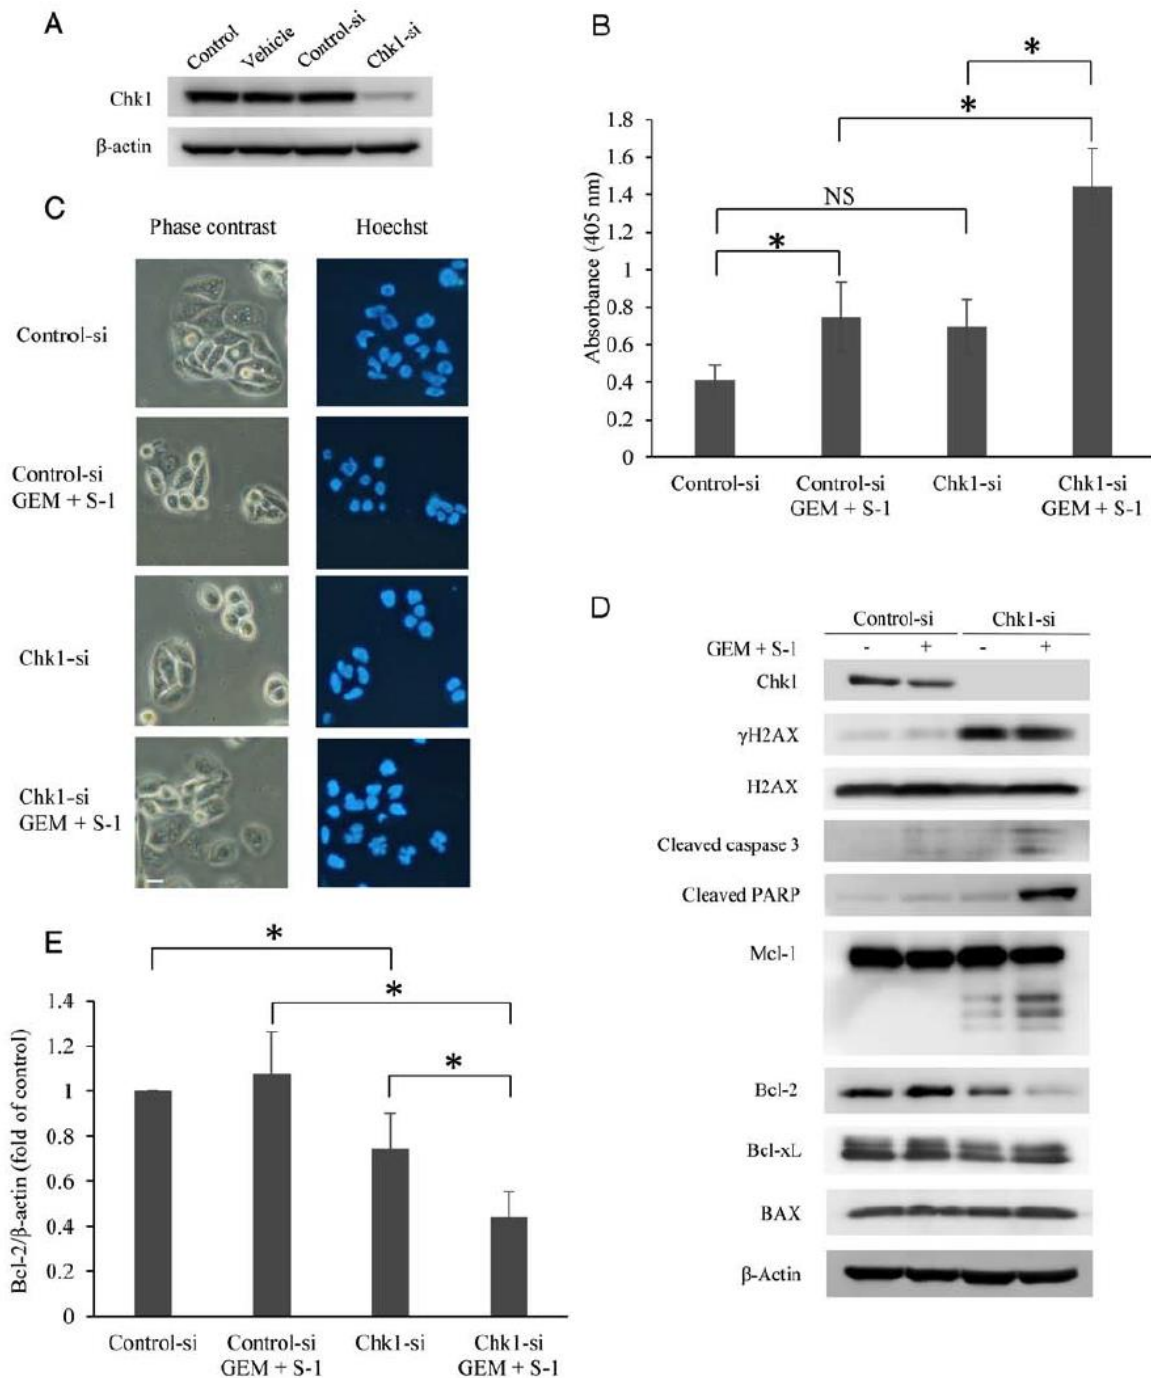 A
Control
Vehicle
Control-si
Chk1-si
Chk1
β-actin
B
*
*
NS
*
Absorbance (405 nm)
1.8
1.6
1.4
1.2
1
0.8
0.6
0.4
0.2
0
Control-si
Control-si
GEM + S-1
Chk1-si
Chk1-si
GEM + S-1
C
Phase contrast
Hoechst
Control-si
Control-si
GEM + S-1
Chk1-si
Chk1-si
GEM + S-1
D
Control-si
Chk1-si
GEM + S-1 - + - +
Chk1
γH2AX
H2AX
Cleaved caspase 3
Cleaved PARP
Mcl-1
Bcl-2
Bcl-xL
BAX
β-Actin
E
*
*
*
Bcl-2/β-actin (fold of control)
1.4
1.2
1
0.8
0.6
0.4
0.2
0
Control-si
Control-si
GEM + S-1
Chk1-si
Chk1-si
GEM + S-1